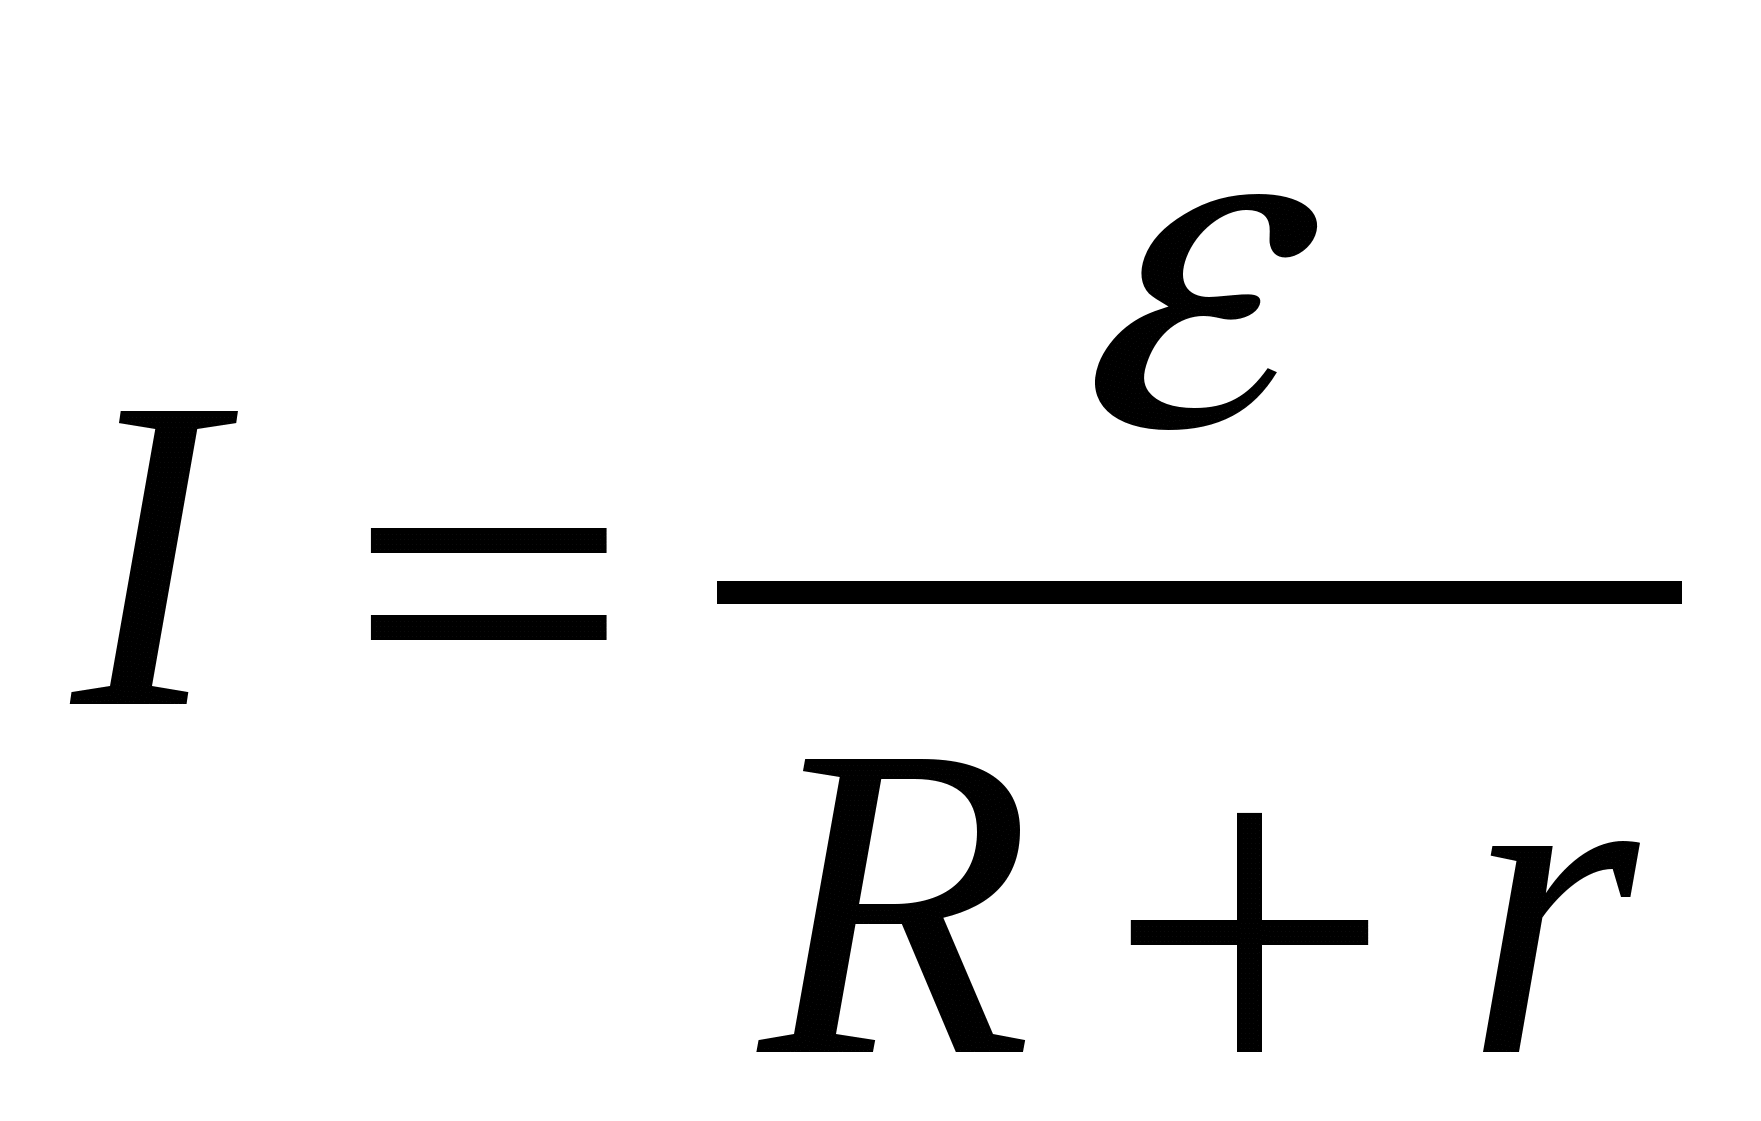 I = ε / (R + r)